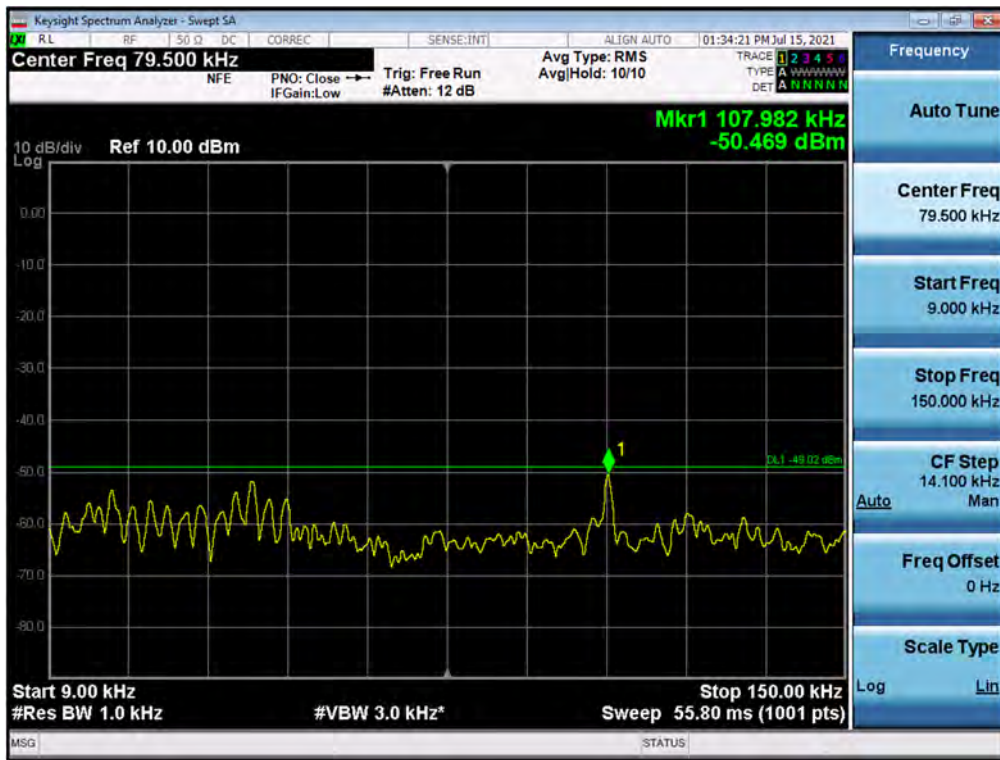 Keysight Spectrum Analyzer - Swept SA
LXI RL RF 50 Ω DC CORREC SENSE:INT ALIGN AUTO 01:34:21 PM Jul 15, 2021
Center Freq 79.500 kHz
NFE
PNO: Close
IFGain:Low
Trig: Free Run
#Atten: 12 dB
Avg Type: RMS
Avg|Hold: 10/10
TRACE 1 2 3 4 5 6
TYPE A WWWWWW
DET A N N N N N
Mkr1 107.982 kHz
-50.469 dBm
10 dB/div Ref 10.00 dBm
Log
0.00
-10.0
-20.0
-30.0
-40.0
1
DL1 -49.02 dBm
-50.0
-60.0
-70.0
-80.0
Start 9.00 kHz Stop 150.00 kHz
#Res BW 1.0 kHz #VBW 3.0 kHz* Sweep 55.80 ms (1001 pts)
MSG STATUS
Frequency
Auto Tune
Center Freq
79.500 kHz
Start Freq
9.000 kHz
Stop Freq
150.000 kHz
CF Step
14.100 kHz
Auto Man
Freq Offset
0 Hz
Scale Type
Log Lin